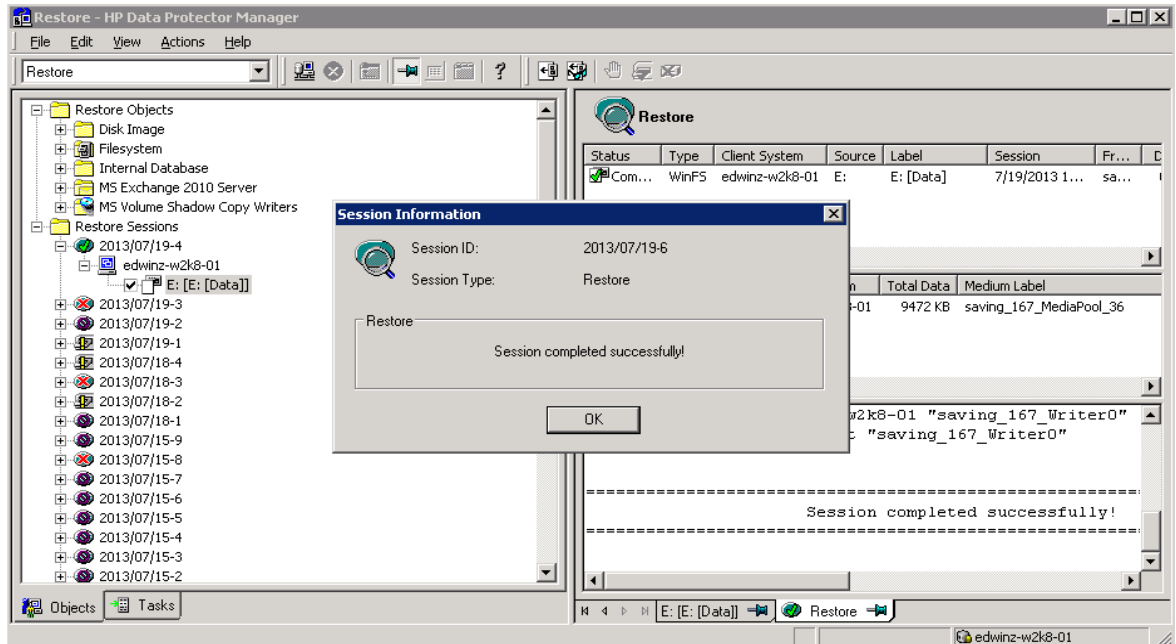 Restore - HP Data Protector Manager
File Edit View Actions Help
Restore
Restore Objects
Disk Image
Filesystem
Internal Database
MS Exchange 2010 Server
MS Volume Shadow Copy Writers
Restore Sessions
2013/07/19-4
edwinz-w2k8-01
E: [E: [Data]]
2013/07/19-3
2013/07/19-2
2013/07/19-1
2013/07/18-4
2013/07/18-3
2013/07/18-2
2013/07/18-1
2013/07/15-9
2013/07/15-8
2013/07/15-7
2013/07/15-6
2013/07/15-5
2013/07/15-4
2013/07/15-3
2013/07/15-2
Objects Tasks
Restore
Status Type Client System Source Label Session Fr... D
Com... WinFS edwinz-w2k8-01 E: E: [Data] 7/19/2013 1... sa...
Session Information
Session ID: 2013/07/19-6
Session Type: Restore
Restore
Session completed successfully!
OK
Total Data Medium Label
-01 9472 KB saving_167_MediaPool_36
w2k8-01 "saving_167_Writer0"
"saving_167_Writer0"
Session completed successfully!
E: [E: [Data]] Restore
edwinz-w2k8-01